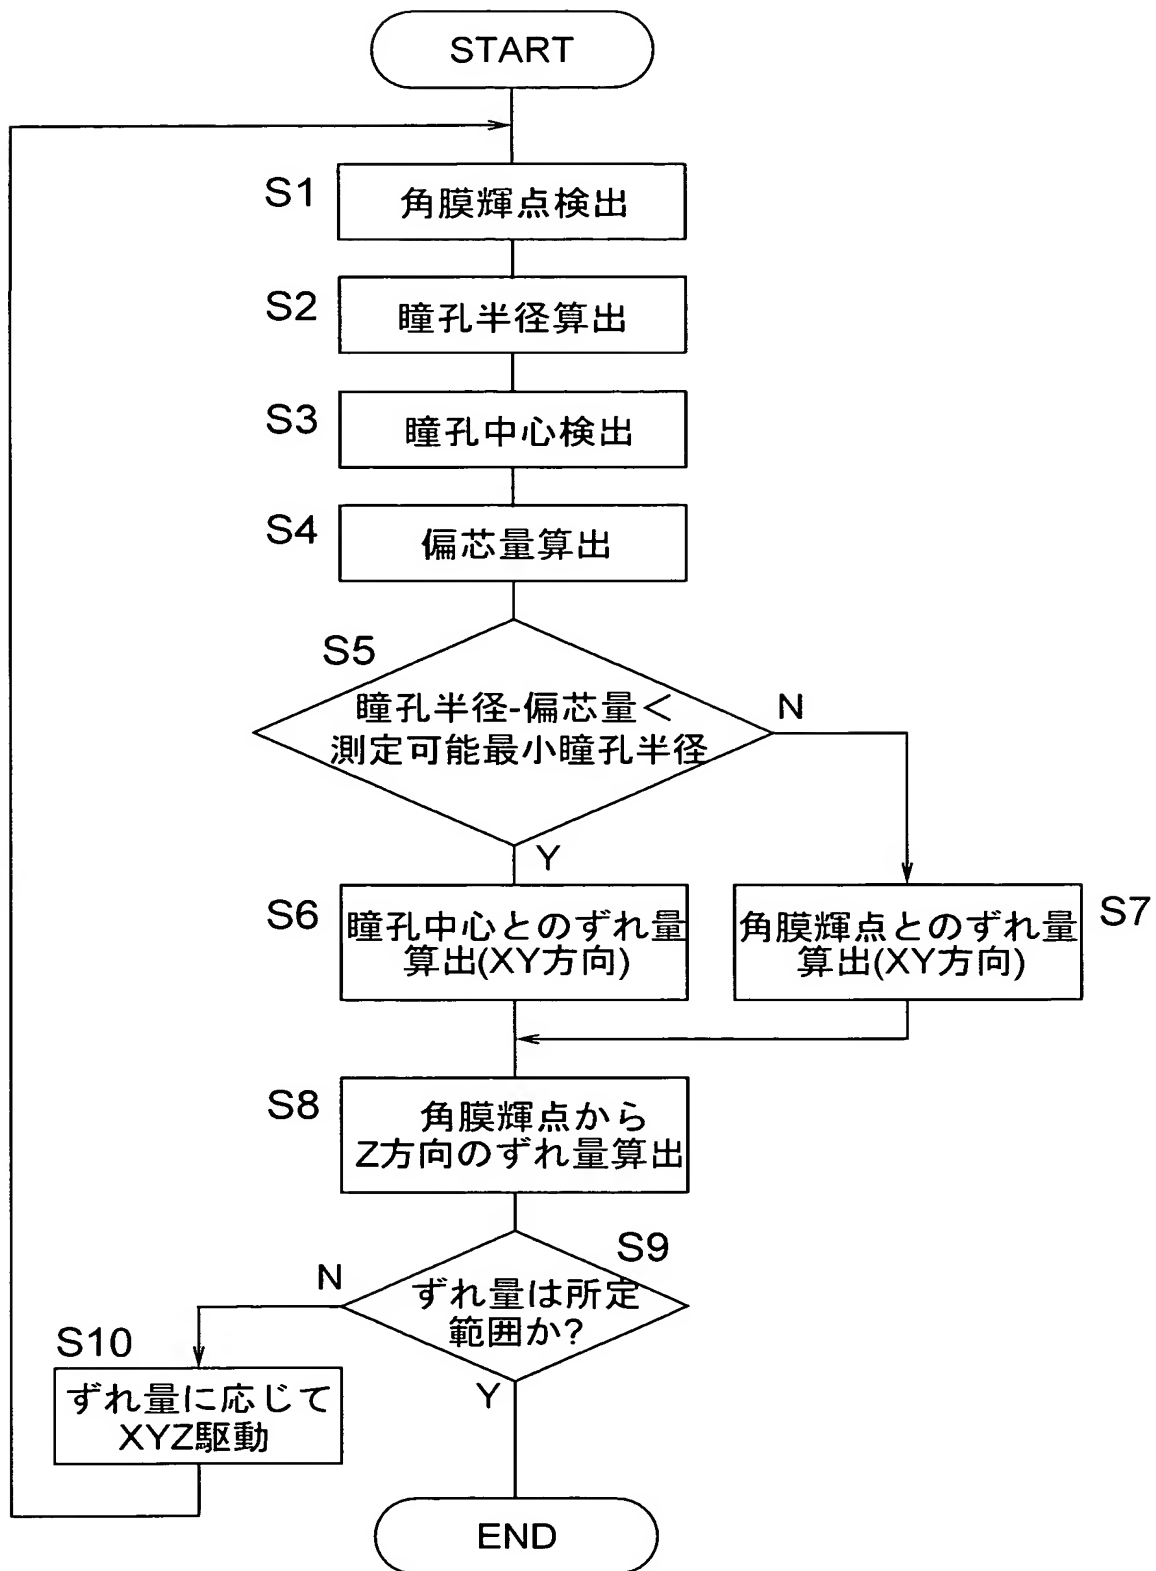 START
S1
角膜輝点検出
S2
瞳孔半径算出
S3
瞳孔中心検出
S4
偏芯量算出
S5
瞳孔半径-偏芯量<
測定可能最小瞳孔半径
N
Y
S6
瞳孔中心とのずれ量
算出(XY方向)
角膜輝点とのずれ量
算出(XY方向)
S7
S8
角膜輝点から
Z方向のずれ量算出
S9
ずれ量は所定
範囲か?
N
Y
S10
ずれ量に応じて
XYZ駆動
END